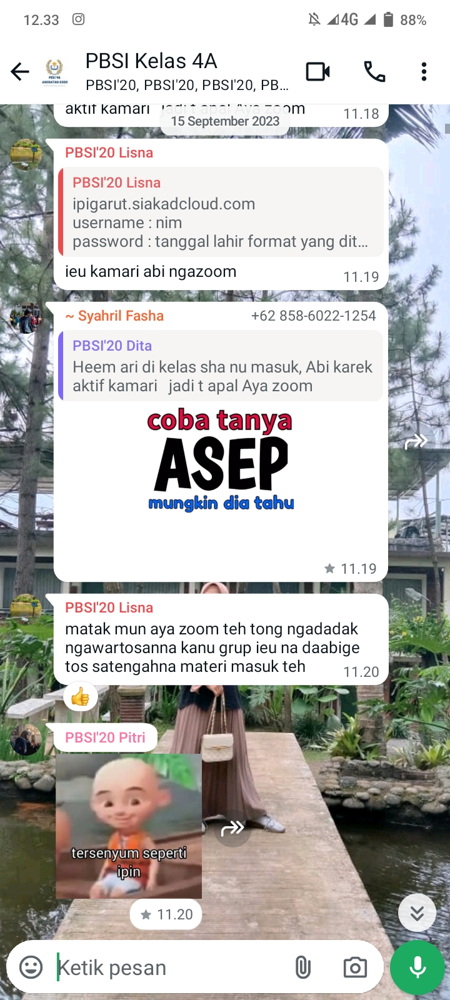 12.33
4G
88%
PBSI Kelas 4A
PBSI'20, PBSI'20, PBSI'20, PB...
aktif kamari jadi t apal Aya zoom
11.18
15 September 2023
PBSI'20 Lisna
PBSI'20 Lisna
ipigarut.siakadcloud.com
username : nim
password : tanggal lahir format yang dit...
ieu kamari abi ngazoom
11.19
~ Syahril Fasha
+62 858-6022-1254
PBSI'20 Dita
Heem ari di kelas sha nu masuk, Abi karek
aktif kamari jadi t apal Aya zoom
coba tanya
ASEP
mungkin dia tahu
11.19
PBSI'20 Lisna
matak mun aya zoom teh tong ngadadak
ngawartosanna kanu grup ieu na daabige
tos satengahna materi masuk teh
11.20
PBSI'20 Pitri
tersenyum seperti
ipin
11.20
Ketik pesan